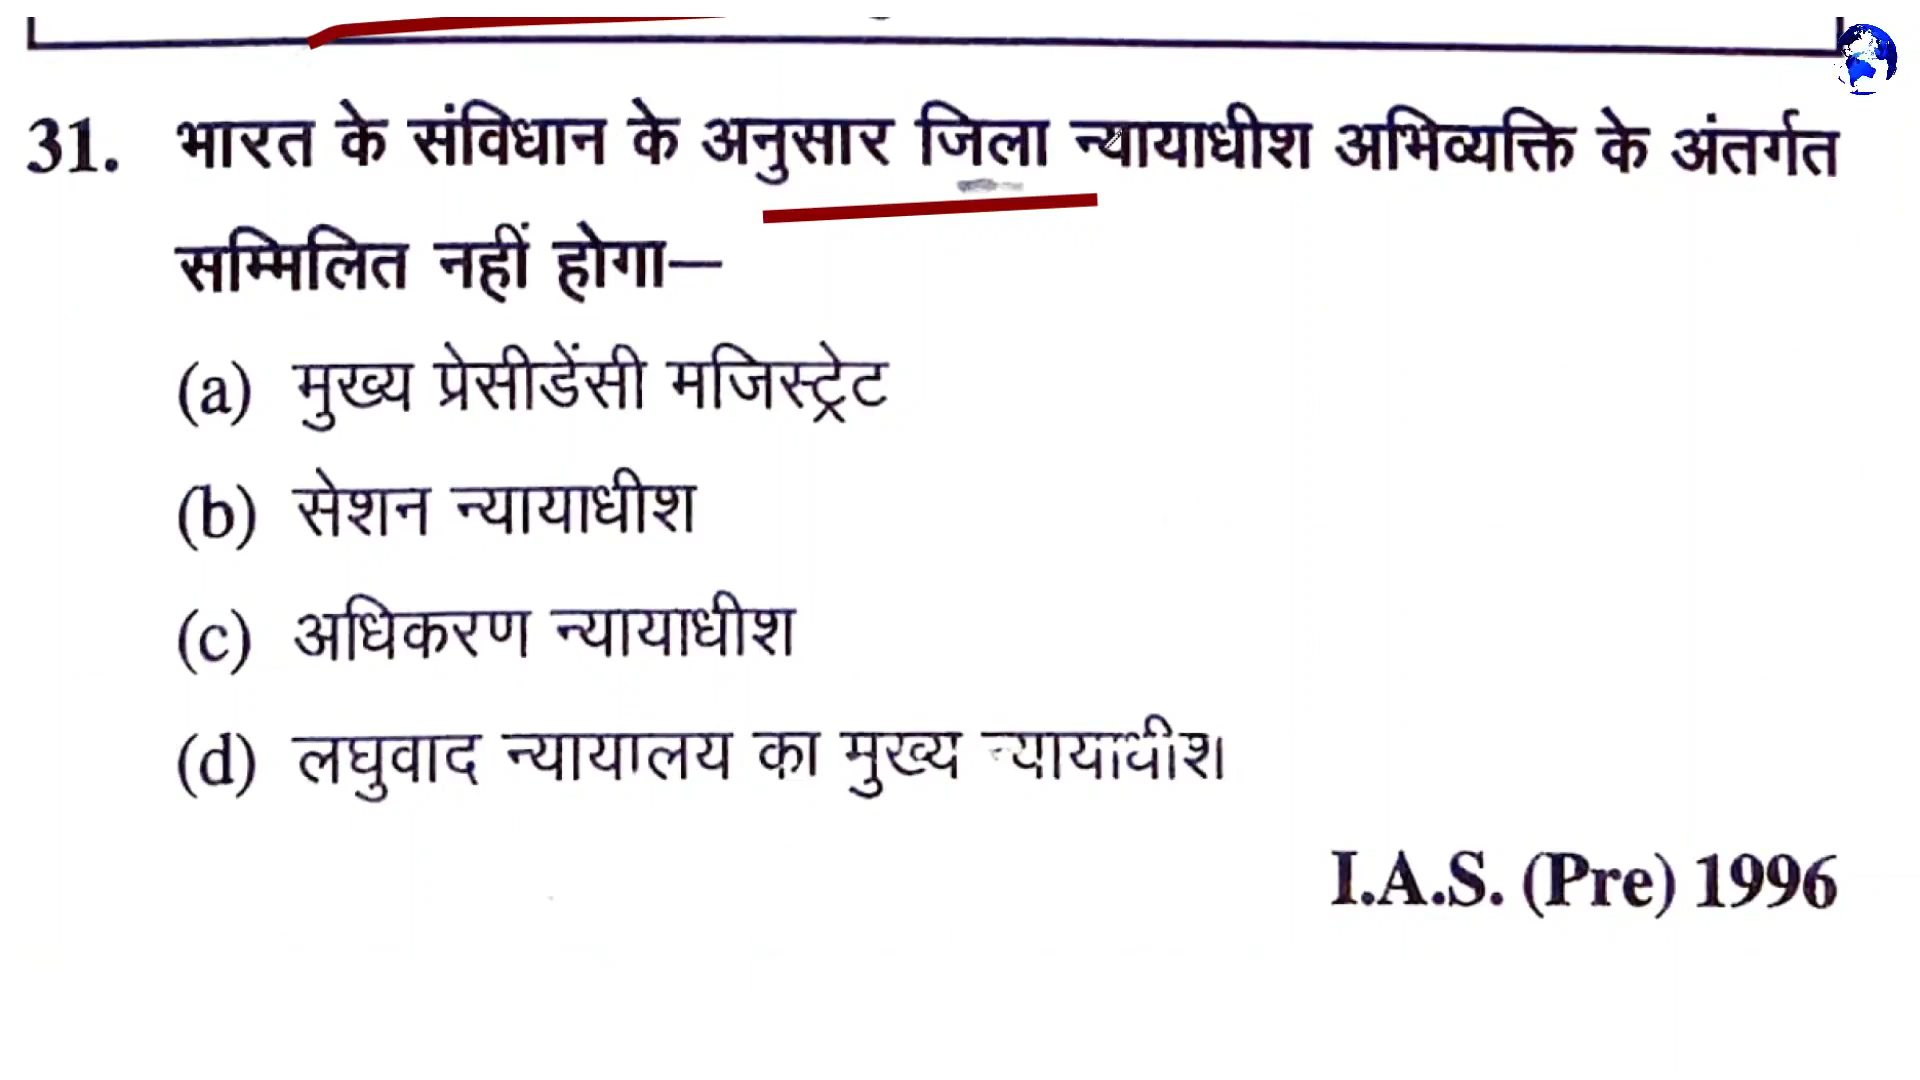 31. भारत के संविधान के अनुसार जिला न्यायाधीश अभिव्यक्ति के अंतर्गत
सम्मिलित नहीं होगा—
(a) मुख्य प्रेसीडेंसी मजिस्ट्रेट
(b) सेशन न्यायाधीश
(c) अधिकरण न्यायाधीश
(d) लघुवाद न्यायालय का मुख्य न्यायाधीश
I.A.S. (Pre) 1996